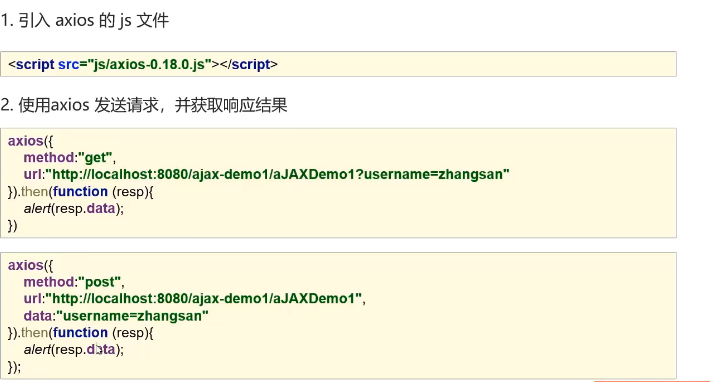 1. 引入 axios 的 js 文件
<script src="js/axios-0.18.0.js"></script>
2. 使用axios 发送请求，并获取响应结果
axios({
method:"get",
url:"http://localhost:8080/ajax-demo1/aJAXDemo1?username=zhangsan"
}).then(function (resp){
alert(resp.data);
})
axios({
method:"post",
url:"http://localhost:8080/ajax-demo1/aJAXDemo1",
data:"username=zhangsan"
}).then(function (resp){
alert(resp.data);
});